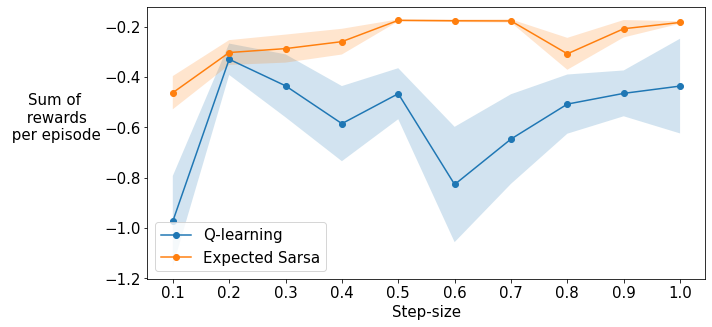 −0.2
−0.4
−0.6
−0.8
−1.0
−1.2
Sum of
rewards
per episode
Q-learning
Expected Sarsa
0.1 0.2 0.3 0.4 0.5 0.6 0.7 0.8 0.9 1.0
Step-size